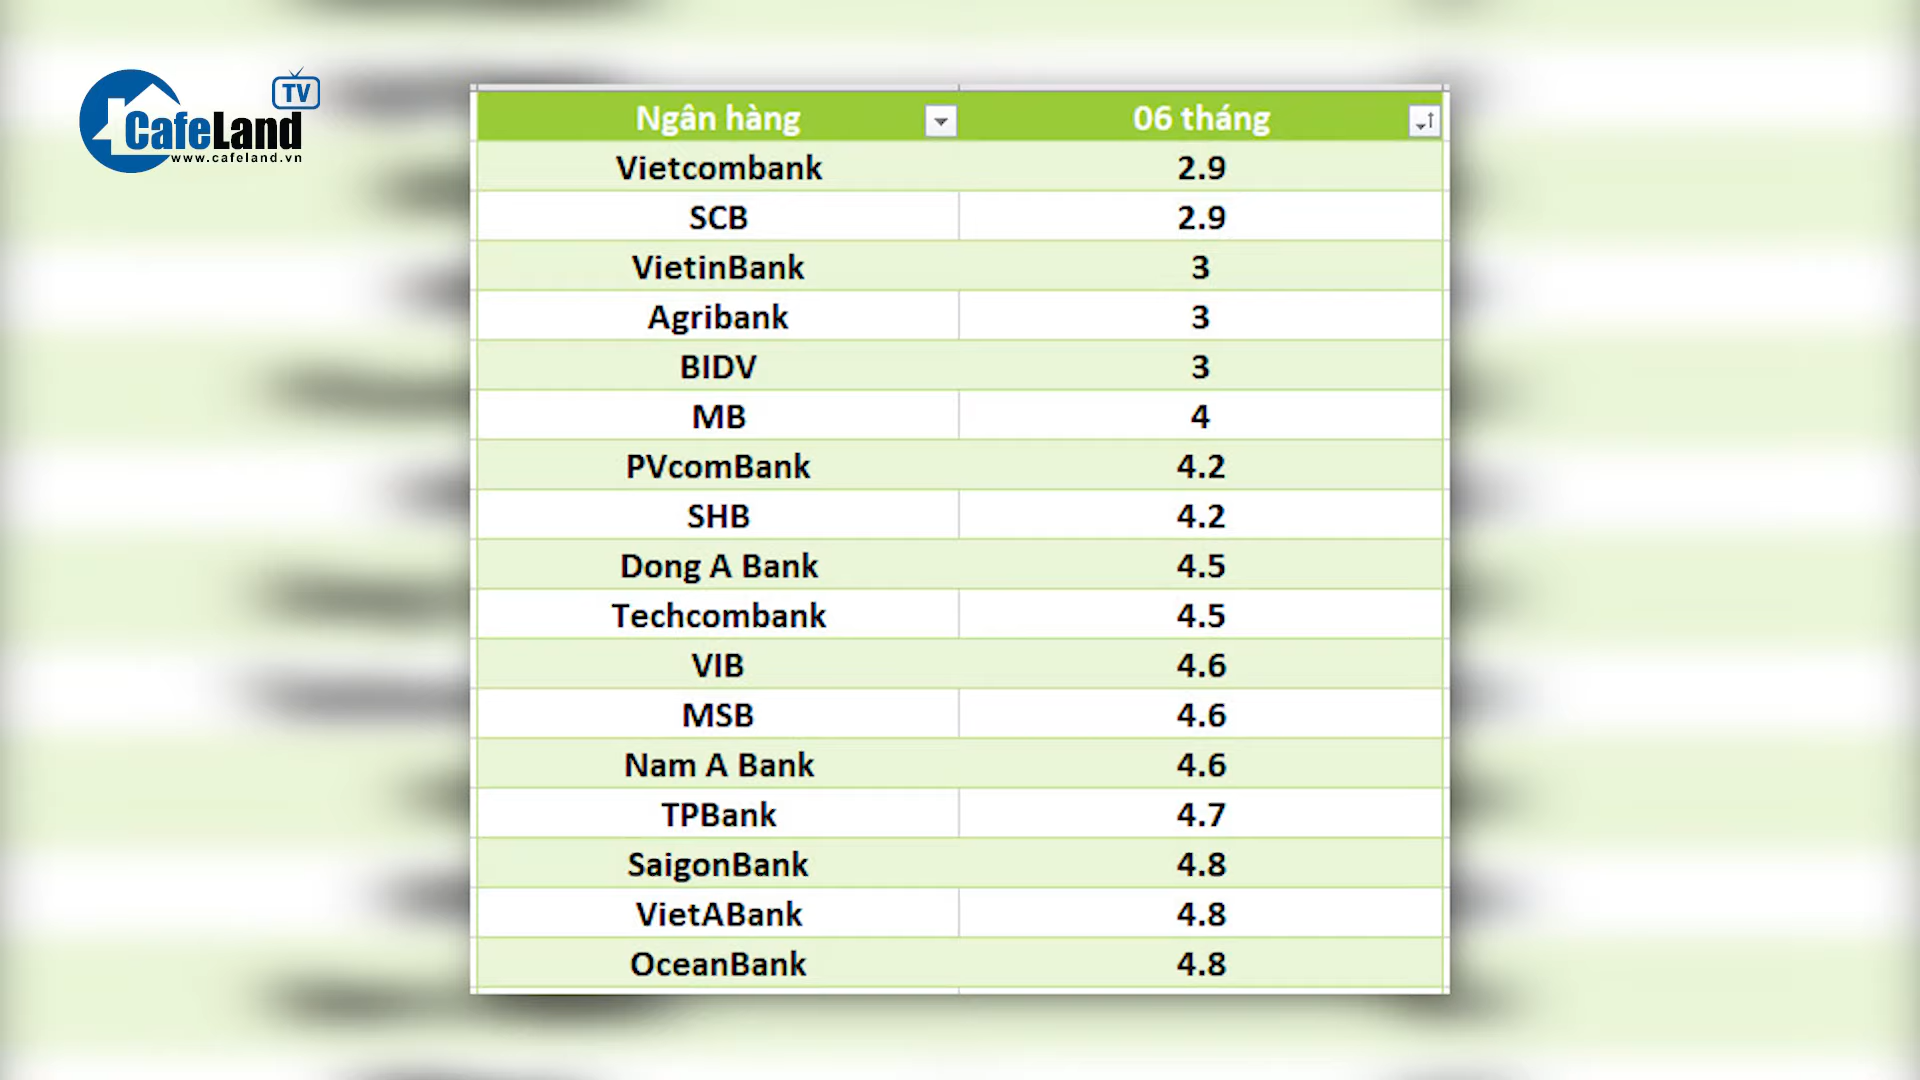 TV
CafeLand
www.cafeland.vn
Ngân hàng 06 tháng
Vietcombank 2.9
SCB 2.9
VietinBank 3
Agribank 3
BIDV 3
MB 4
PVcomBank 4.2
SHB 4.2
Dong A Bank 4.5
Techcombank 4.5
VIB 4.6
MSB 4.6
Nam A Bank 4.6
TPBank 4.7
SaigonBank 4.8
VietABank 4.8
OceanBank 4.8